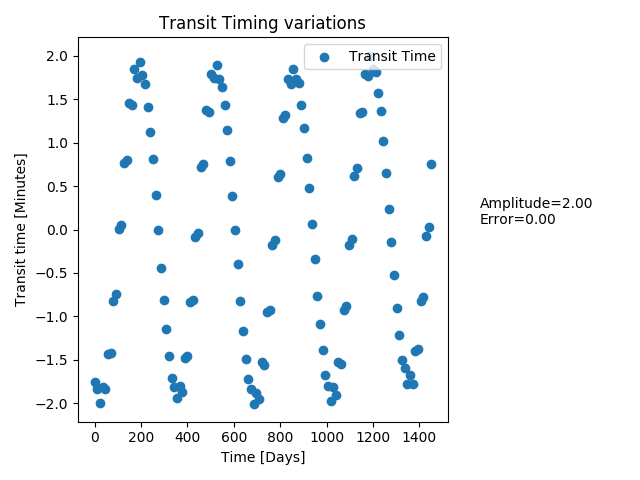 Transit Timing variations
Transit Time
2.0
1.5
1.0
0.5
0.0
−0.5
−1.0
−1.5
−2.0
Transit time [Minutes]
0 200 400 600 800 1000 1200 1400
Time [Days]
Amplitude=2.00
Error=0.00